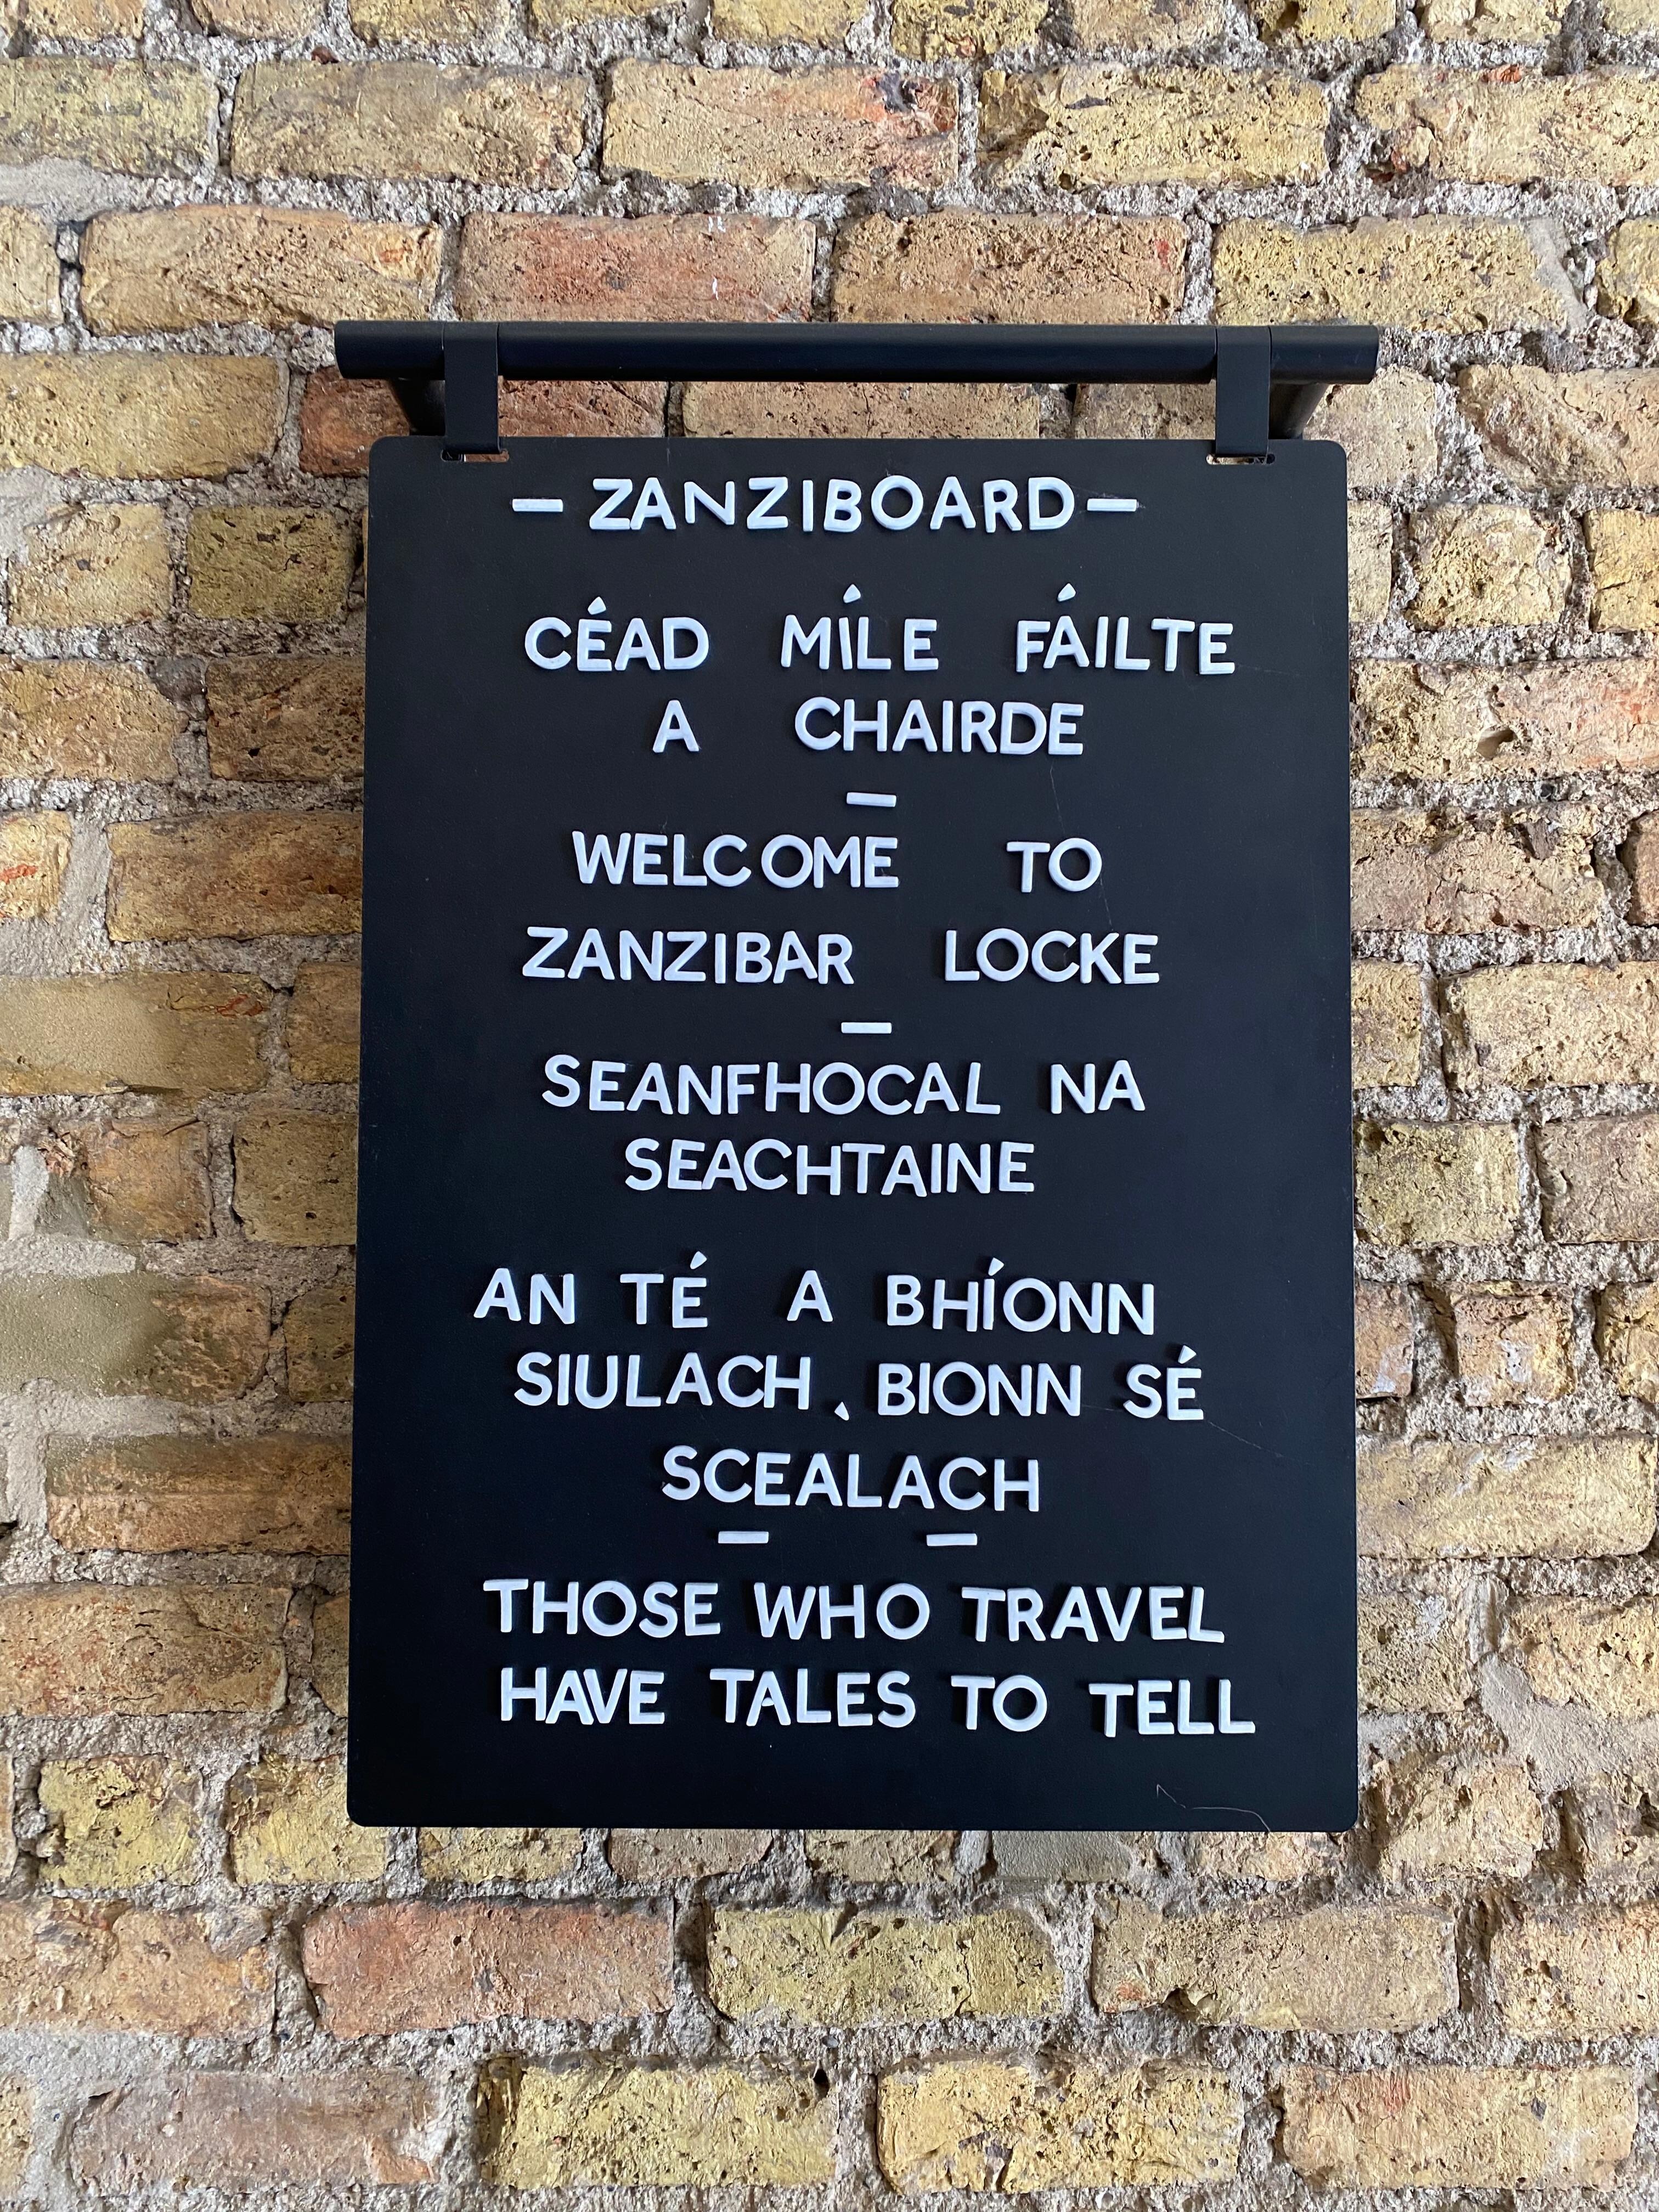 – ZANZIBOARD –
CÉAD MÍLE FÁILTE
A CHAIRDE
–
WELCOME TO
ZANZIBAR LOCKE
–
SEANFHOCAL NA
SEACHTAINE
AN TÉ A BHÍONN
SIULACH, BIONN SÉ
SCEALACH
– –
THOSE WHO TRAVEL
HAVE TALES TO TELL